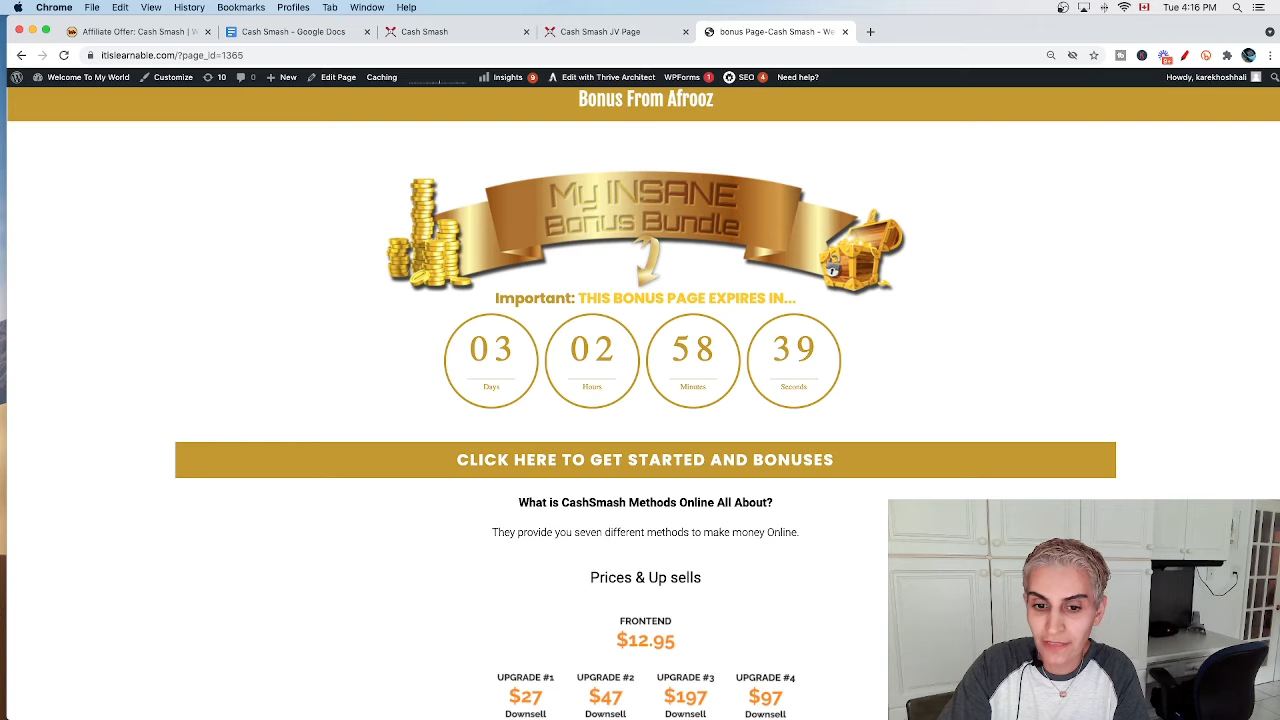 Chrome File Edit View History Bookmarks Profiles Tab Window Help Tue 4:16 PM
Affiliate Offer: Cash Smash | W Cash Smash - Google Docs Cash Smash Cash Smash JV Page bonus Page-Cash Smash - We
itislearnable.com/?page_id=1365
Welcome To My World Customize 10 0 New Edit Page Caching Insights 9 Edit with Thrive Architect WPForms 1 SEO 4 Need help? Howdy, karekhoshhali
Bonus From Afrooz
My INSANE
Bonus Bundle
Important: THIS BONUS PAGE EXPIRES IN...
03 02 58 39
Days Hours Minutes Seconds
CLICK HERE TO GET STARTED AND BONUSES
What is CashSmash Methods Online All About?
They provide you seven different methods to make money Online.
Prices & Up sells
FRONTEND
$12.95
UPGRADE #1 UPGRADE #2 UPGRADE #3 UPGRADE #4
$27 $47 $197 $97
Downsell Downsell Downsell Downsell